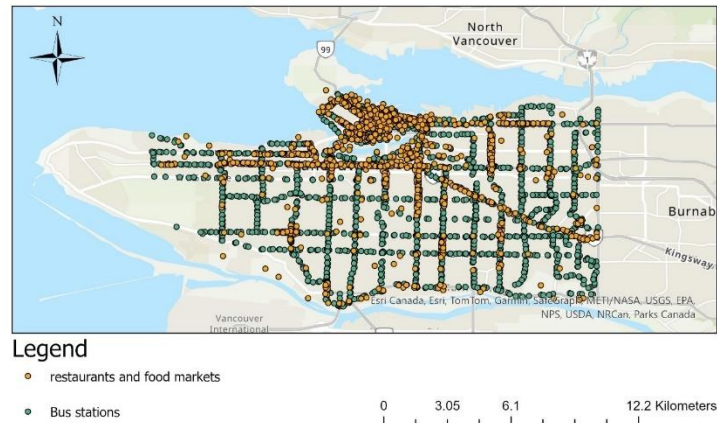 N
99
North
Vancouver
1
Burnab
Kingsway
Esri Canada, Esri, TomTom, Garmin, SafeGraph, METI/NASA, USGS, EPA,
NPS, USDA, NRCan, Parks Canada
Vancouver
International
Legend
restaurants and food markets
Bus stations
0 3.05 6.1 12.2 Kilometers